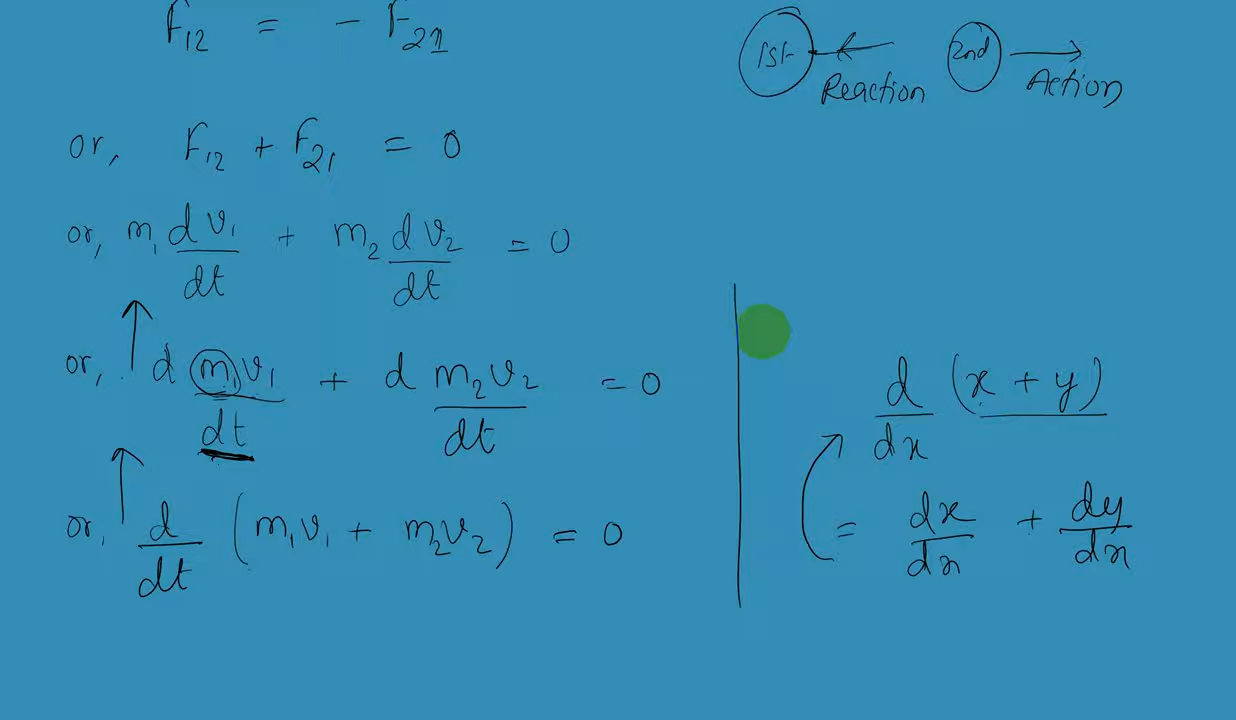 F₁₂ = - F₂₁
1st 2nd
Reaction Action
or, F₁₂ + F₂₁ = 0
or, m₁ dv₁/dt + m₂ dv₂/dt = 0
or, d m₁v₁/dt + d m₂v₂/dt = 0
or, d/dt (m₁v₁ + m₂v₂) = 0
d/dx (x + y)
= dx/dx + dy/dx